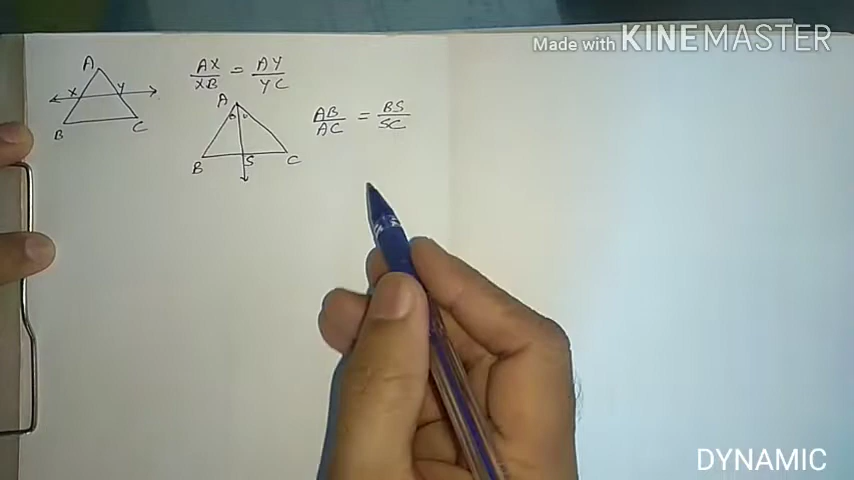 Made with KINEMASTER
A
X Y
B C
AX/XB = AY/YC
A
B S C
AB/AC = BS/SC
DYNAMIC